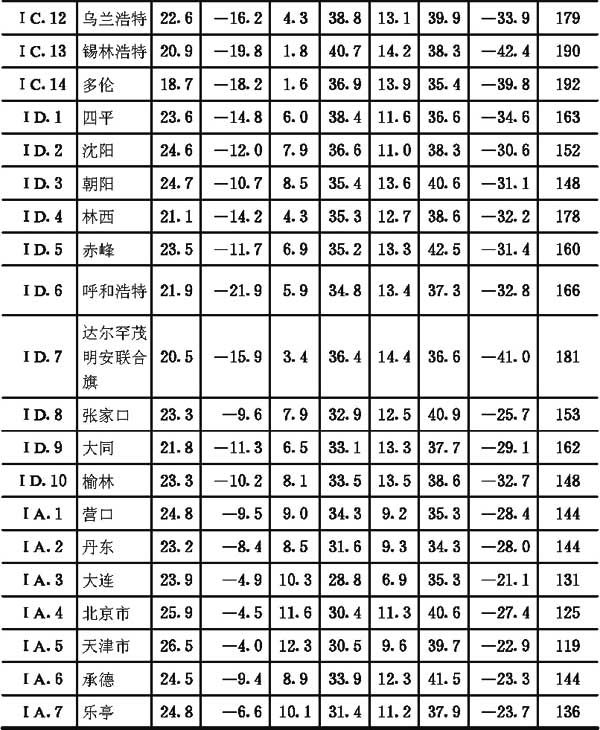 ⅠC.12 乌兰浩特 22.6 -16.2 4.3 38.8 13.1 39.9 -33.9 179
ⅠC.13 锡林浩特 20.9 -19.8 1.8 40.7 14.2 38.3 -42.4 190
ⅠC.14 多伦 18.7 -18.2 1.6 36.9 13.9 35.4 -39.8 192
ⅠD.1 四平 23.6 -14.8 6.0 38.4 11.6 36.6 -34.6 163
ⅠD.2 沈阳 24.6 -12.0 7.9 36.6 11.0 38.3 -30.6 152
ⅠD.3 朝阳 24.7 -10.7 8.5 35.4 13.6 40.6 -31.1 148
ⅠD.4 林西 21.1 -14.2 4.3 35.3 12.7 38.6 -32.2 178
ⅠD.5 赤峰 23.5 -11.7 6.9 35.2 13.3 42.5 -31.4 160
ⅠD.6 呼和浩特 21.9 -21.9 5.9 34.8 13.4 37.3 -32.8 166
达尔罕茂
ⅠD.7 明安联合 20.5 -15.9 3.4 36.4 14.4 36.6 -41.0 181
旗
ⅠD.8 张家口 23.3 -9.6 7.9 32.9 12.5 40.9 -25.7 153
ⅠD.9 大同 21.8 -11.3 6.5 33.1 13.3 37.7 -29.1 162
ⅠD.10 榆林 23.3 -10.2 8.1 33.5 13.5 38.6 -32.7 148
ⅠA.1 营口 24.8 -9.5 9.0 34.3 9.2 35.3 -28.4 144
ⅠA.2 丹东 23.2 -8.4 8.5 31.6 9.3 34.3 -28.0 144
ⅠA.3 大连 23.9 -4.9 10.3 28.8 6.9 35.3 -21.1 131
ⅠA.4 北京市 25.9 -4.5 11.6 30.4 11.3 40.6 -27.4 125
ⅠA.5 天津市 26.5 -4.0 12.3 30.5 9.6 39.7 -22.9 119
ⅠA.6 承德 24.5 -9.4 8.9 33.9 12.3 41.5 -23.3 144
ⅠA.7 乐亭 24.8 -6.6 10.1 31.4 11.2 37.9 -23.7 136